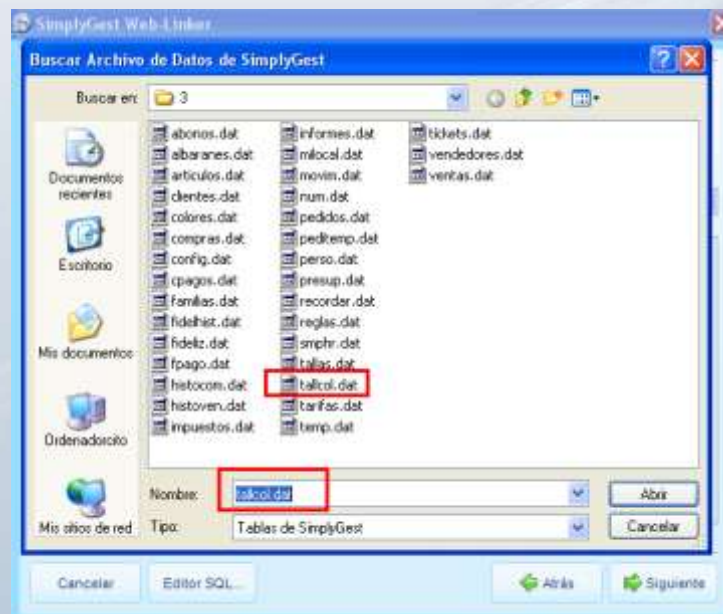 SimplyGest Web-Linker
Buscar Archivo de Datos de SimplyGest
Buscar en: 3
Documentos recientes
Escritorio
Mis documentos
Ordenadorcito
Mis sitios de red
abonos.dat
albaranes.dat
articulos.dat
clientes.dat
colores.dat
compras.dat
config.dat
cpagos.dat
familias.dat
fidelhist.dat
fideliz.dat
fpago.dat
histocom.dat
histoven.dat
impuestos.dat
informes.dat
milocal.dat
movim.dat
num.dat
pedidos.dat
peditemp.dat
perso.dat
presup.dat
recordar.dat
reglas.dat
smphr.dat
tallas.dat
tallcol.dat
tarifas.dat
temp.dat
tickets.dat
vendedores.dat
ventas.dat
Nombre: tallcol.dat
Abrir
Tipo: Tablas de SimplyGest
Cancelar
Cancelar
Editor SQL...
Atrás
Siguiente